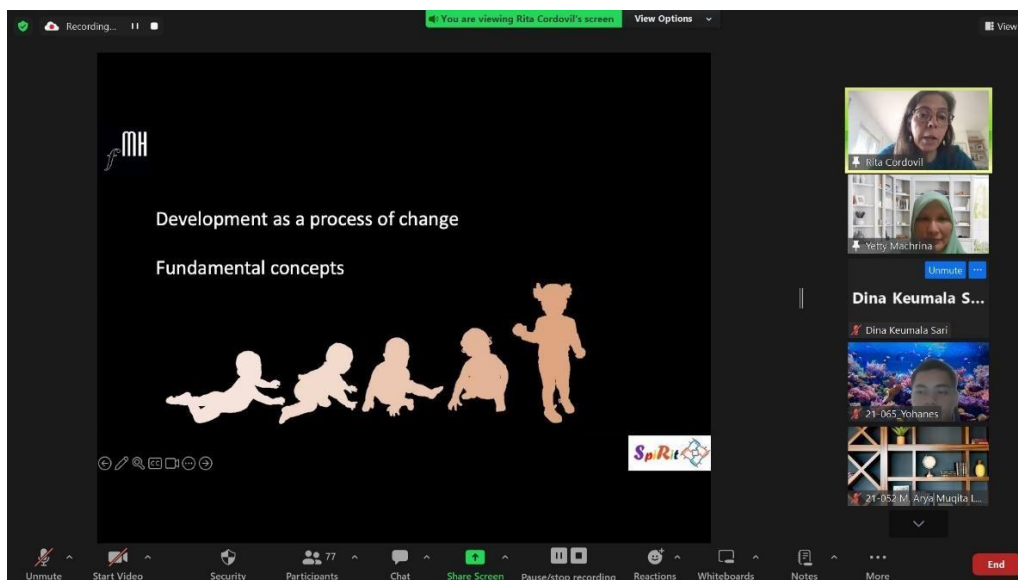 Recording...
You are viewing Rita Cordovil's screen
View Options
View
fMH
Development as a process of change
Fundamental concepts
SpiRit
Rita Cordovil
Yetty Machrina
Unmute
Dina Keumala S...
Dina Keumala Sari
21-065_Yohanes
21-052 M. Arya Muqita L...
CC
Unmute
Start Video
Security
77
Participants
Chat
Share Screen
Pause/stop recording
Reactions
Whiteboards
Notes
More
End